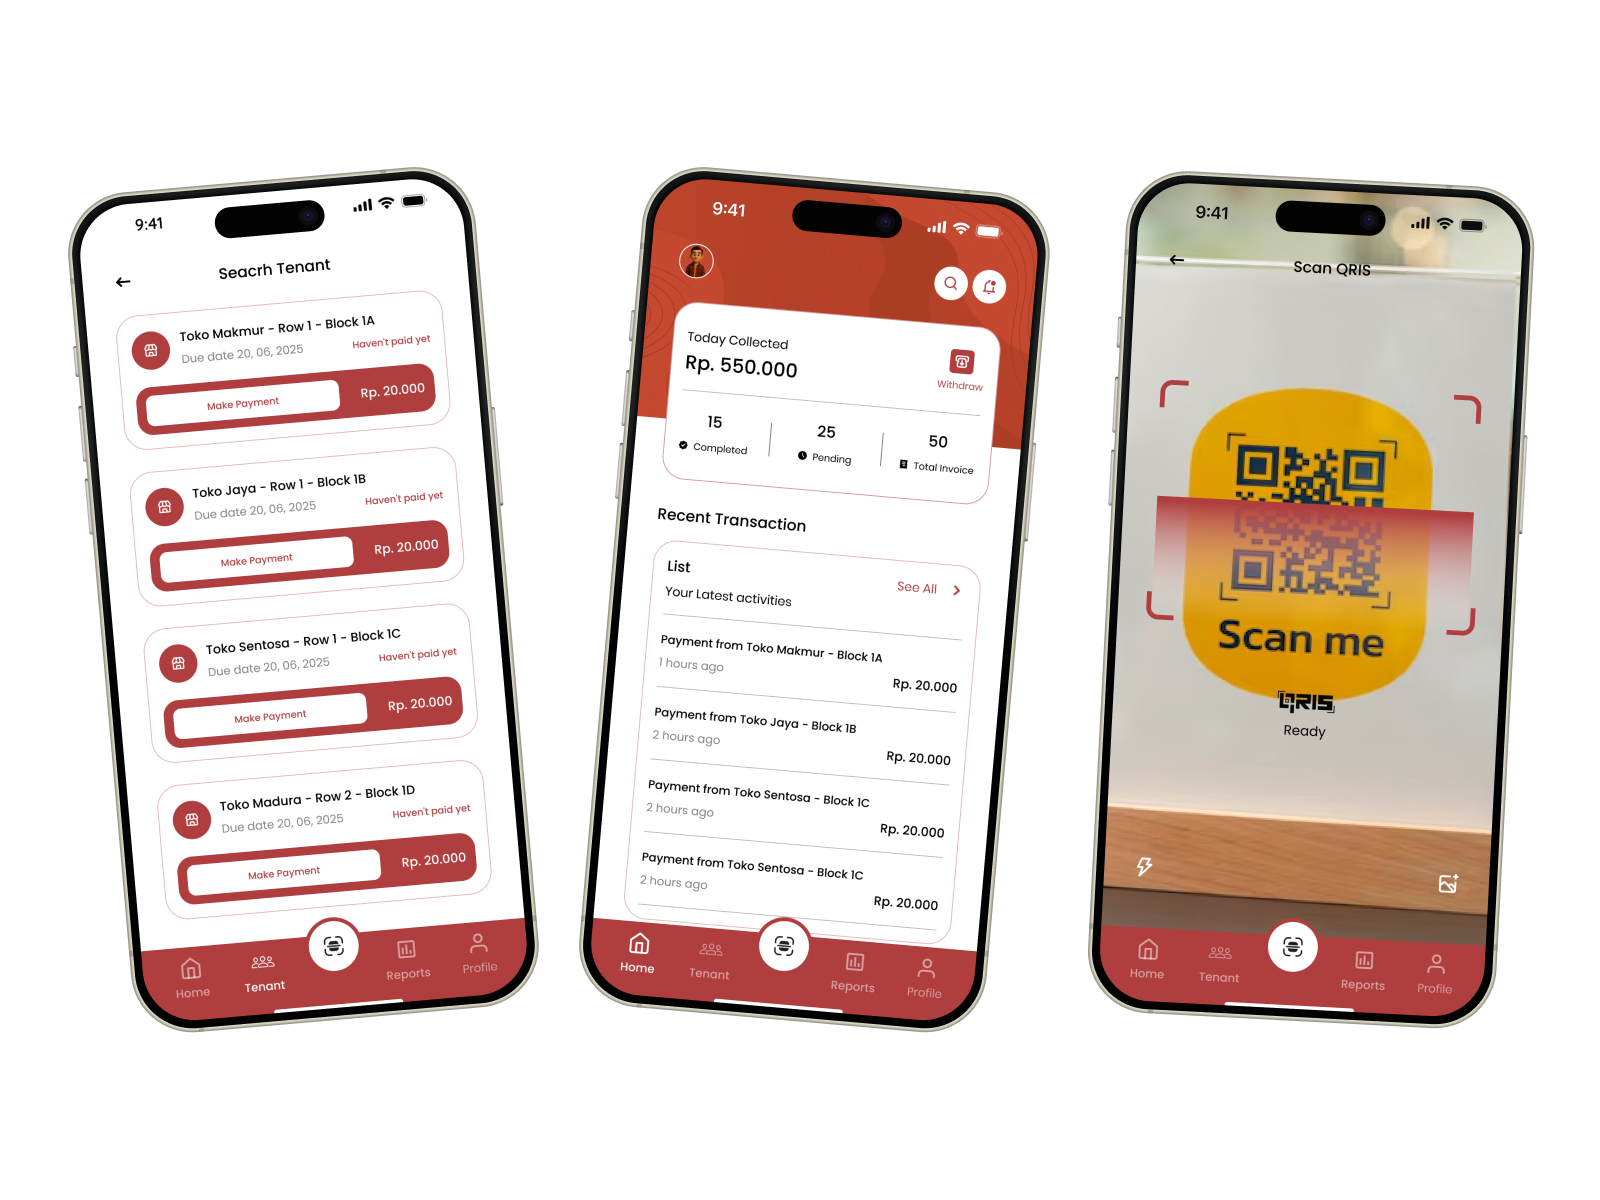 9:41
Seacrh Tenant
Toko Makmur - Row 1 - Block 1A
Due date 20, 06, 2025
Haven't paid yet
Make Payment
Rp. 20.000
Toko Jaya - Row 1 - Block 1B
Due date 20, 06, 2025
Haven't paid yet
Make Payment
Rp. 20.000
Toko Sentosa - Row 1 - Block 1C
Due date 20, 06, 2025
Haven't paid yet
Make Payment
Rp. 20.000
Toko Madura - Row 2 - Block 1D
Due date 20, 06, 2025
Haven't paid yet
Make Payment
Rp. 20.000
Home
Tenant
Reports
Profile
9:41
Today Collected
Rp. 550.000
Withdraw
15
Completed
25
Pending
50
Total Invoice
Recent Transaction
List
See All
Your Latest activities
Payment from Toko Makmur - Block 1A
1 hours ago
Rp. 20.000
Payment from Toko Jaya - Block 1B
2 hours ago
Rp. 20.000
Payment from Toko Sentosa - Block 1C
2 hours ago
Rp. 20.000
Payment from Toko Sentosa - Block 1C
2 hours ago
Rp. 20.000
Home
Tenant
Reports
Profile
9:41
Scan QRIS
Scan me
QRIS
Ready
Home
Tenant
Reports
Profile